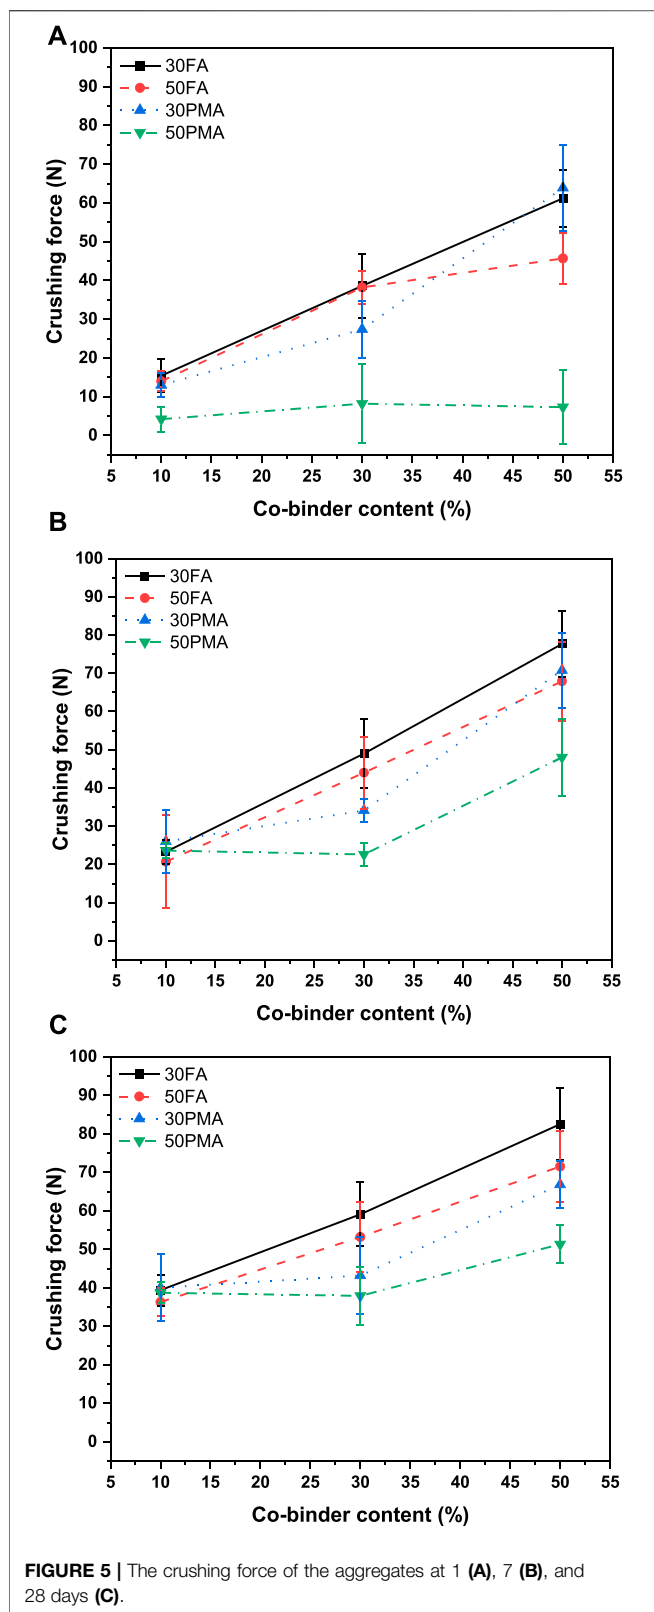 A
100
90
80
70
60
50
40
30
20
10
0
Crushing force (N)
30FA
50FA
30PMA
50PMA
5 10 15 20 25 30 35 40 45 50 55
Co-binder content (%)
B
100
90
80
70
60
50
40
30
20
10
0
Crushing force (N)
30FA
50FA
30PMA
50PMA
5 10 15 20 25 30 35 40 45 50 55
Co-binder content (%)
C
100
90
80
70
60
50
40
30
20
10
0
Crushing force (N)
30FA
50FA
30PMA
50PMA
5 10 15 20 25 30 35 40 45 50 55
Co-binder content (%)
FIGURE 5 | The crushing force of the aggregates at 1 (A), 7 (B), and
28 days (C).